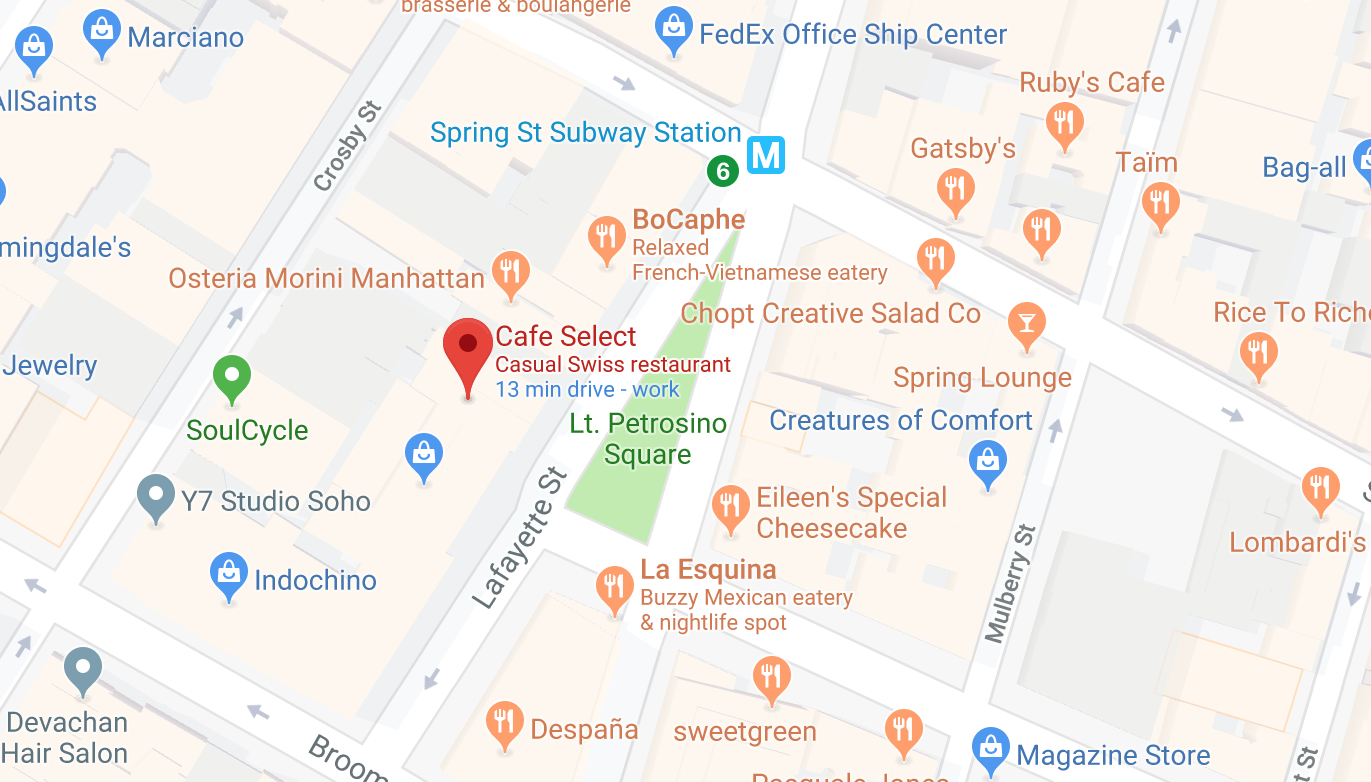 brasserie & boulangerie
Marciano
FedEx Office Ship Center
AllSaints
Ruby's Cafe
Crosby St
Spring St Subway Station
M
6
Gatsby's
Taïm
Bag-all
BoCaphe
Relaxed
French-Vietnamese eatery
mingdale's
Osteria Morini Manhattan
Chopt Creative Salad Co
Rice To Riche
Cafe Select
Casual Swiss restaurant
13 min drive - work
Jewelry
Spring Lounge
SoulCycle
Lt. Petrosino
Square
Creatures of Comfort
Y7 Studio Soho
Eileen's Special
Cheesecake
Lafayette St
Lombardi's
Indochino
La Esquina
Buzzy Mexican eatery
& nightlife spot
Mulberry St
Devachan
Hair Salon
Despaña
sweetgreen
Broom
Magazine Store
t St
Pasquale Jones